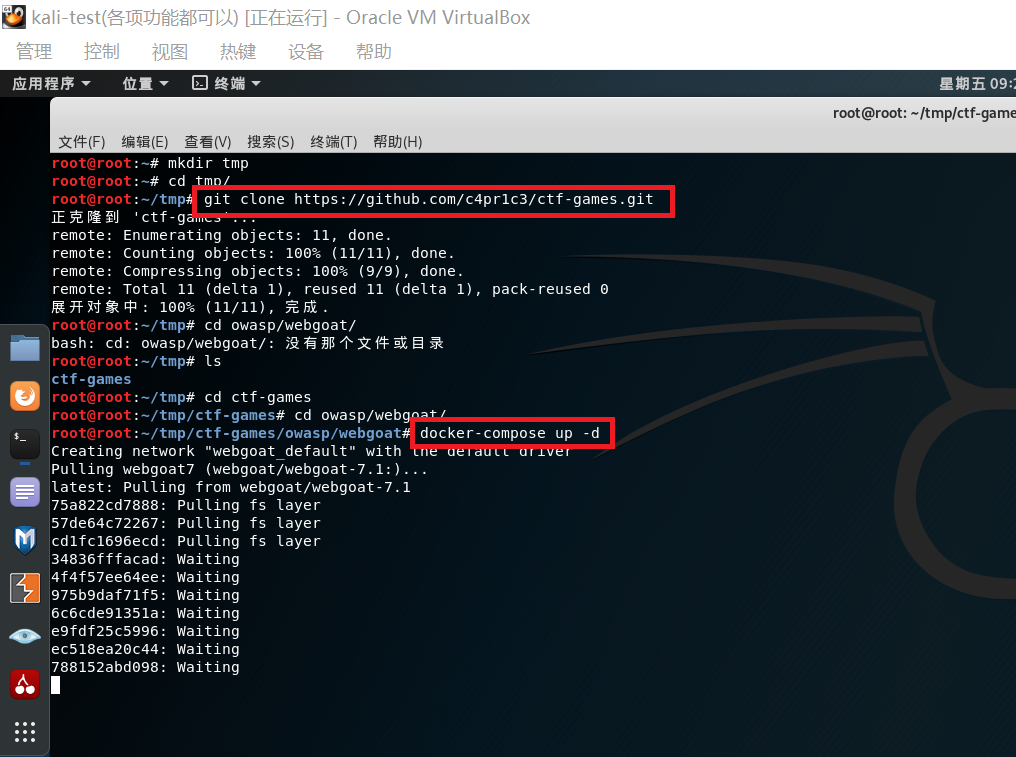 kali-test(各项功能都可以) [正在运行] - Oracle VM VirtualBox
管理 控制 视图 热键 设备 帮助
应用程序 位置 终端 星期五 09:2
root@root: ~/tmp/ctf-game
文件(F) 编辑(E) 查看(V) 搜索(S) 终端(T) 帮助(H)
root@root:~# mkdir tmp
root@root:~# cd tmp/
root@root:~/tmp# git clone https://github.com/c4pr1c3/ctf-games.git
正克隆到 'ctf-games'...
remote: Enumerating objects: 11, done.
remote: Counting objects: 100% (11/11), done.
remote: Compressing objects: 100% (9/9), done.
remote: Total 11 (delta 1), reused 11 (delta 1), pack-reused 0
展开对象中: 100% (11/11), 完成.
root@root:~/tmp# cd owasp/webgoat/
bash: cd: owasp/webgoat/: 没有那个文件或目录
root@root:~/tmp# ls
ctf-games
root@root:~/tmp# cd ctf-games
root@root:~/tmp/ctf-games# cd owasp/webgoat/
root@root:~/tmp/ctf-games/owasp/webgoat# docker-compose up -d
Creating network "webgoat_default" with the default driver
Pulling webgoat7 (webgoat/webgoat-7.1:)...
latest: Pulling from webgoat/webgoat-7.1
75a822cd7888: Pulling fs layer
57de64c72267: Pulling fs layer
cd1fc1696ecd: Pulling fs layer
34836fffacad: Waiting
4f4f57ee64ee: Waiting
975b9daf71f5: Waiting
6c6cde91351a: Waiting
e9fdf25c5996: Waiting
ec518ea20c44: Waiting
788152abd098: Waiting